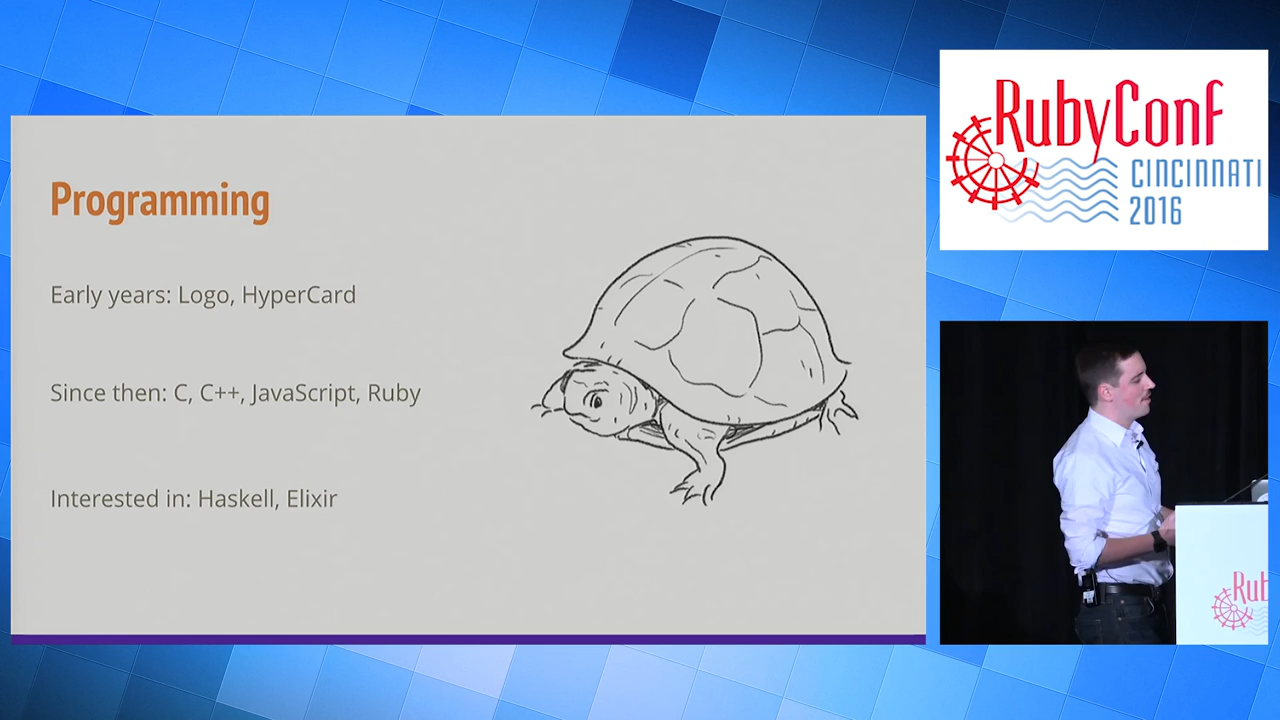 Programming
Early years: Logo, HyperCard
Since then: C, C++, JavaScript, Ruby
Interested in: Haskell, Elixir
RubyConf
CINCINNATI
2016